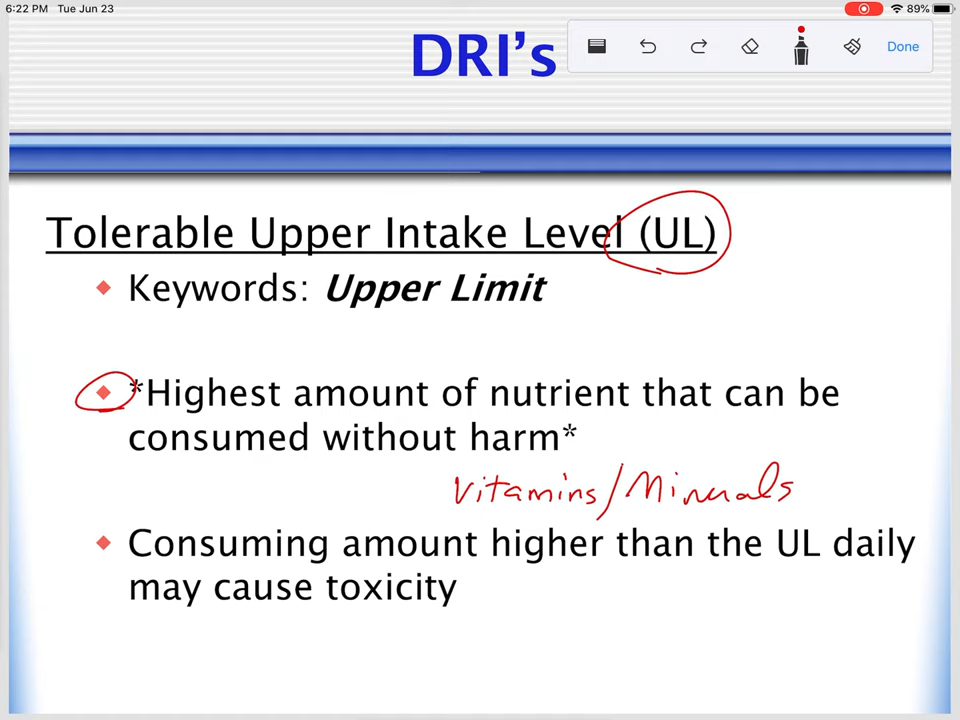 6:22 PM Tue Jun 23
89%
DRI's
Done
Tolerable Upper Intake Level (UL)
Keywords: Upper Limit
*Highest amount of nutrient that can be
consumed without harm*
Vitamins/Minerals
Consuming amount higher than the UL daily
may cause toxicity